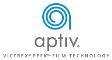 aptiv.
VICTREX® PEEK FILM TECHNOLOGY